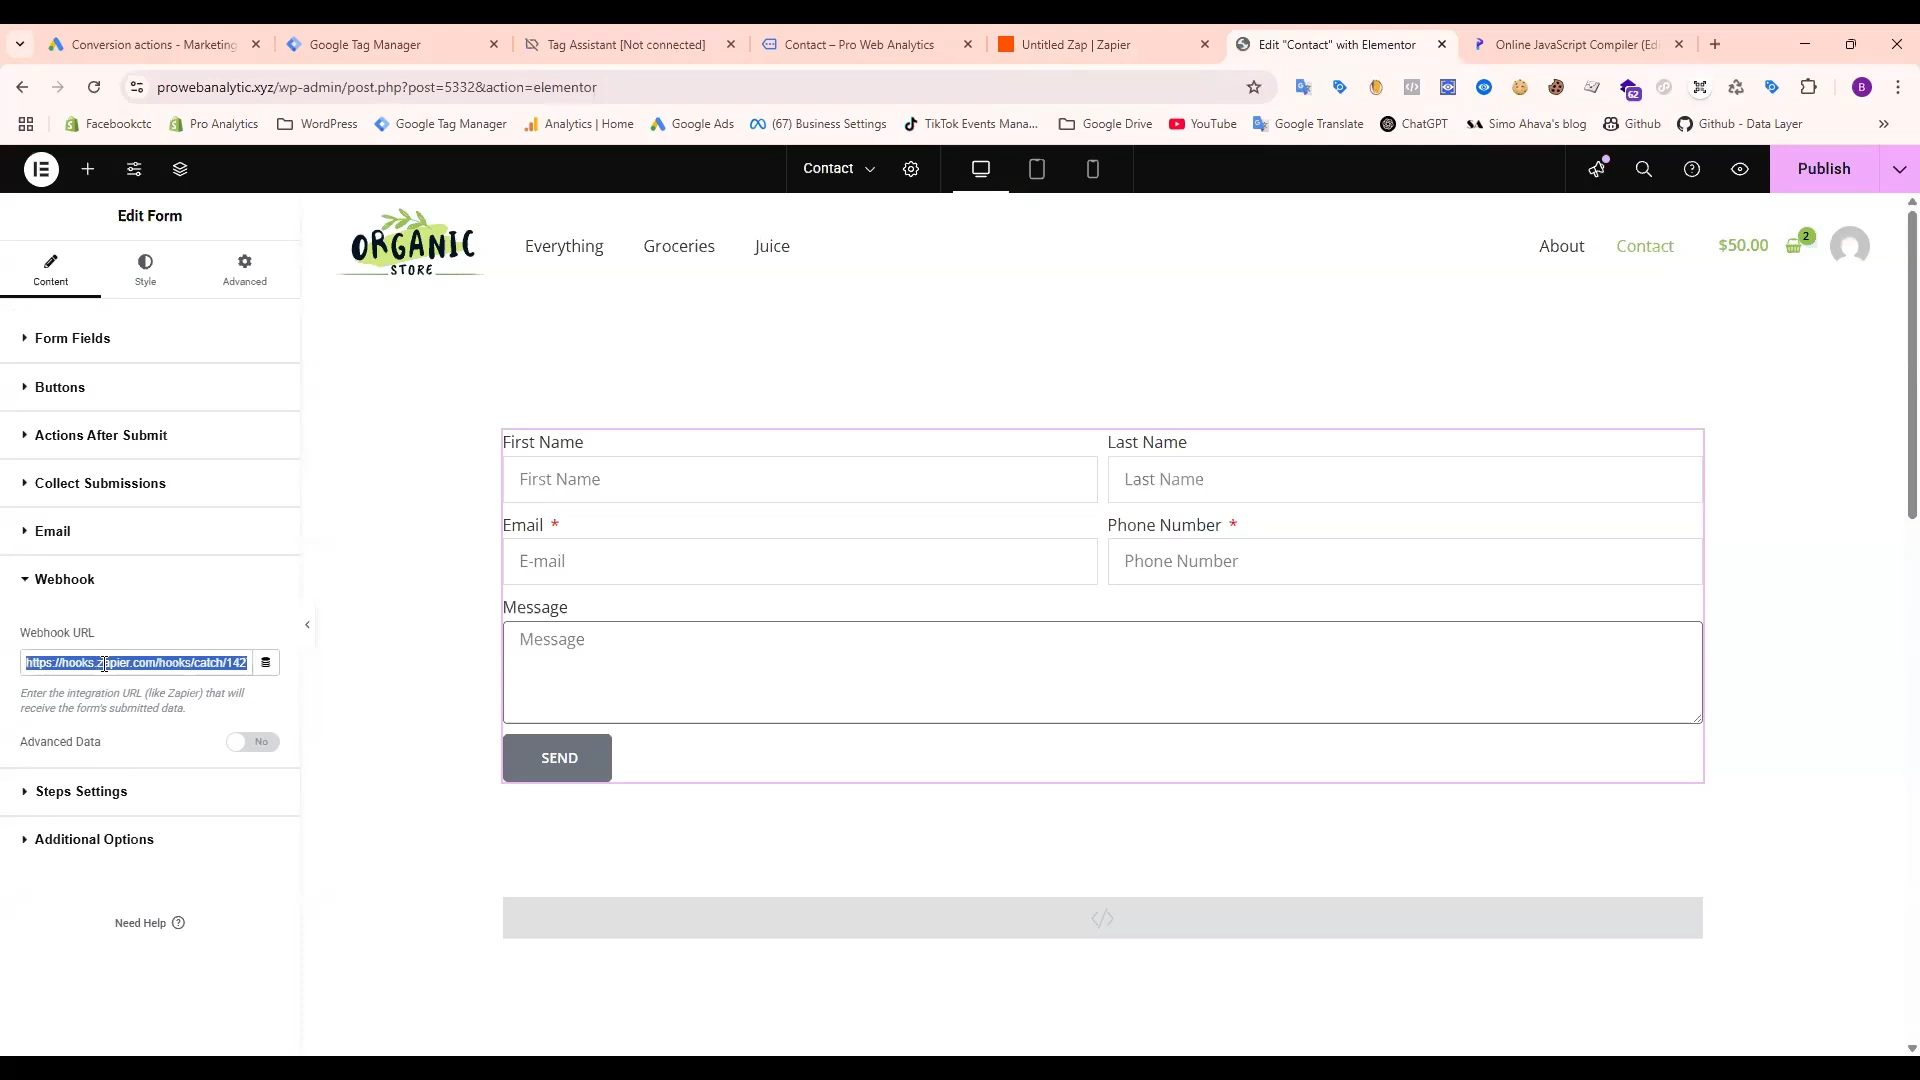 Conversion actions - Marketing
Google Tag Manager
Tag Assistant [Not connected]
Contact – Pro Web Analytics
Untitled Zap | Zapier
Edit "Contact" with Elementor
Online JavaScript Compiler (Edi
prowebanalytic.xyz/wp-admin/post.php?post=5332&action=elementor
62
B
Facebookctc
Pro Analytics
WordPress
Google Tag Manager
Analytics | Home
Google Ads
(67) Business Settings
TikTok Events Mana...
Google Drive
YouTube
Google Translate
ChatGPT
Simo Ahava's blog
Github
Github - Data Layer
Contact
Publish
Edit Form
Content
Style
Advanced
Form Fields
Buttons
Actions After Submit
Collect Submissions
Email
Webhook
Webhook URL
https://hooks.zapier.com/hooks/catch/142
Enter the integration URL (like Zapier) that will
receive the form's submitted data.
Advanced Data
No
Steps Settings
Additional Options
Need Help
ORGANIC
STORE
Everything
Groceries
Juice
About
Contact
$50.00
2
First Name
Last Name
First Name
Last Name
Email *
Phone Number *
E-mail
Phone Number
Message
Message
SEND